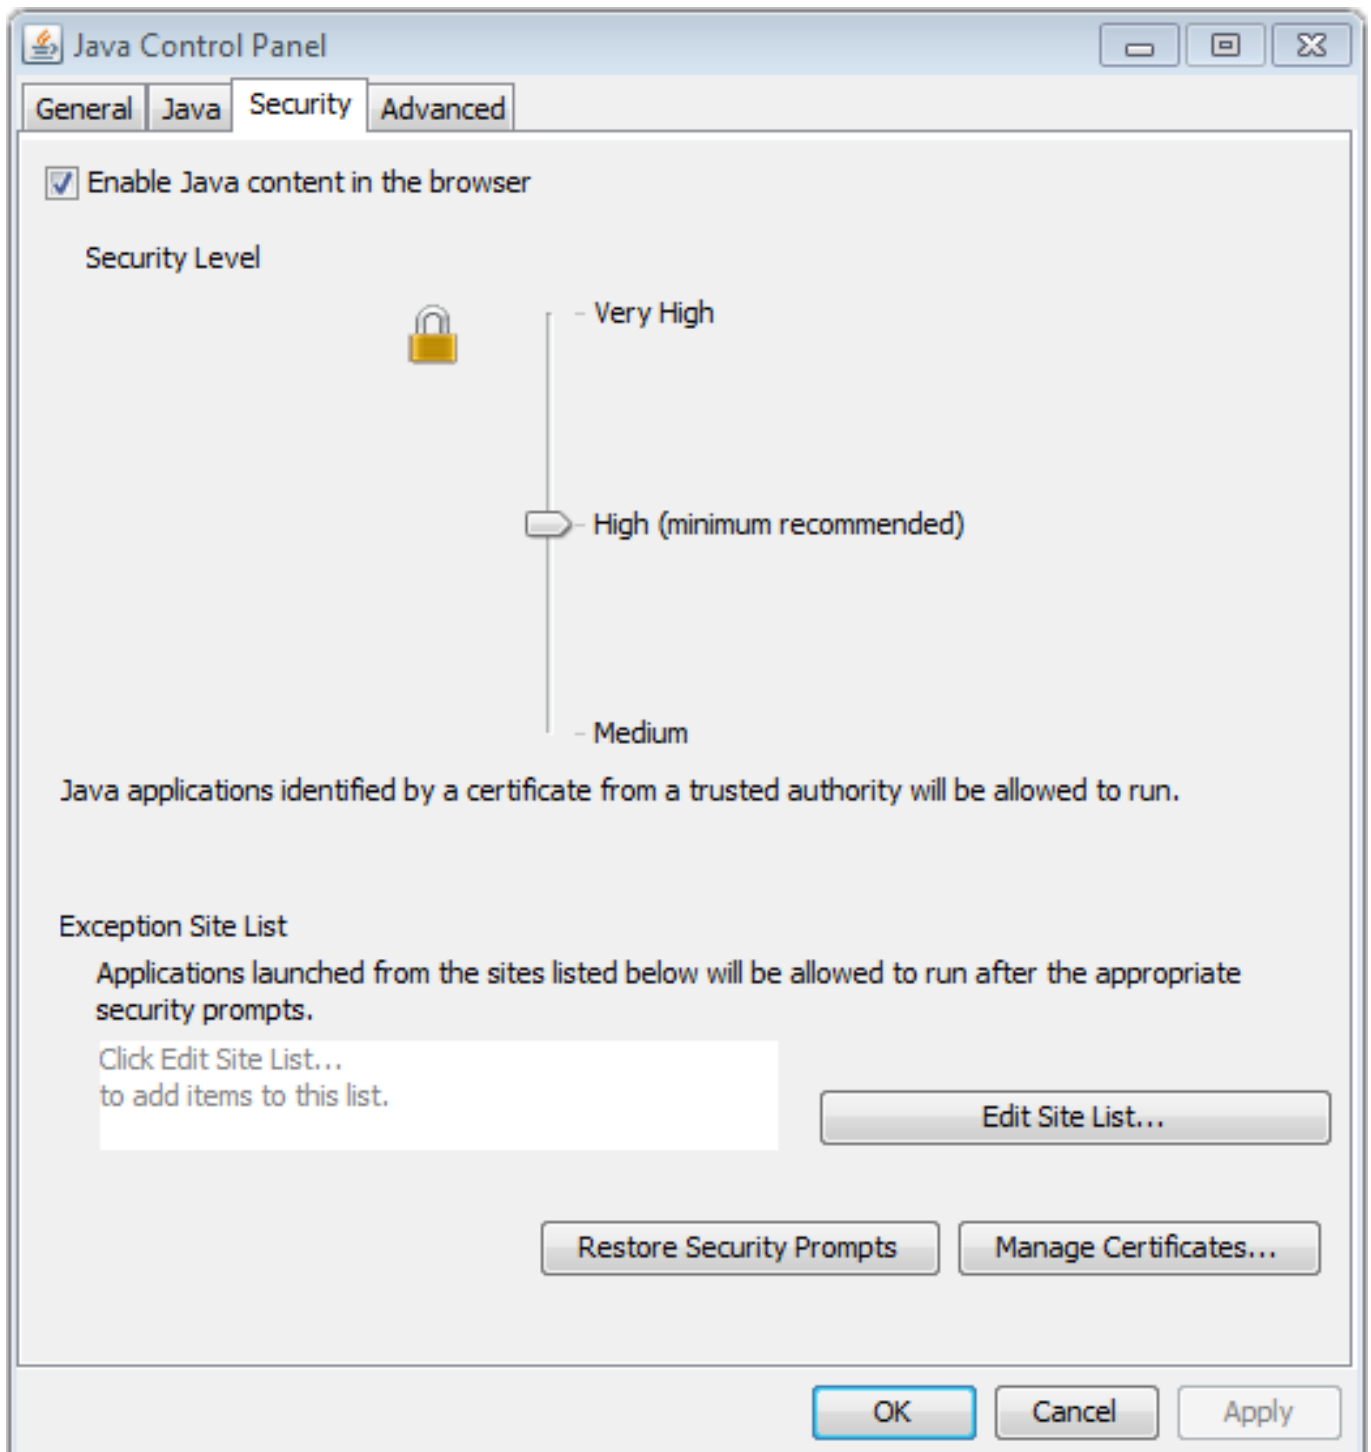 Java Control Panel
General Java Security Advanced
Enable Java content in the browser
Security Level
Very High
High (minimum recommended)
Medium
Java applications identified by a certificate from a trusted authority will be allowed to run.
Exception Site List
Applications launched from the sites listed below will be allowed to run after the appropriate
security prompts.
Click Edit Site List...
to add items to this list.
Edit Site List...
Restore Security Prompts Manage Certificates...
OK Cancel Apply